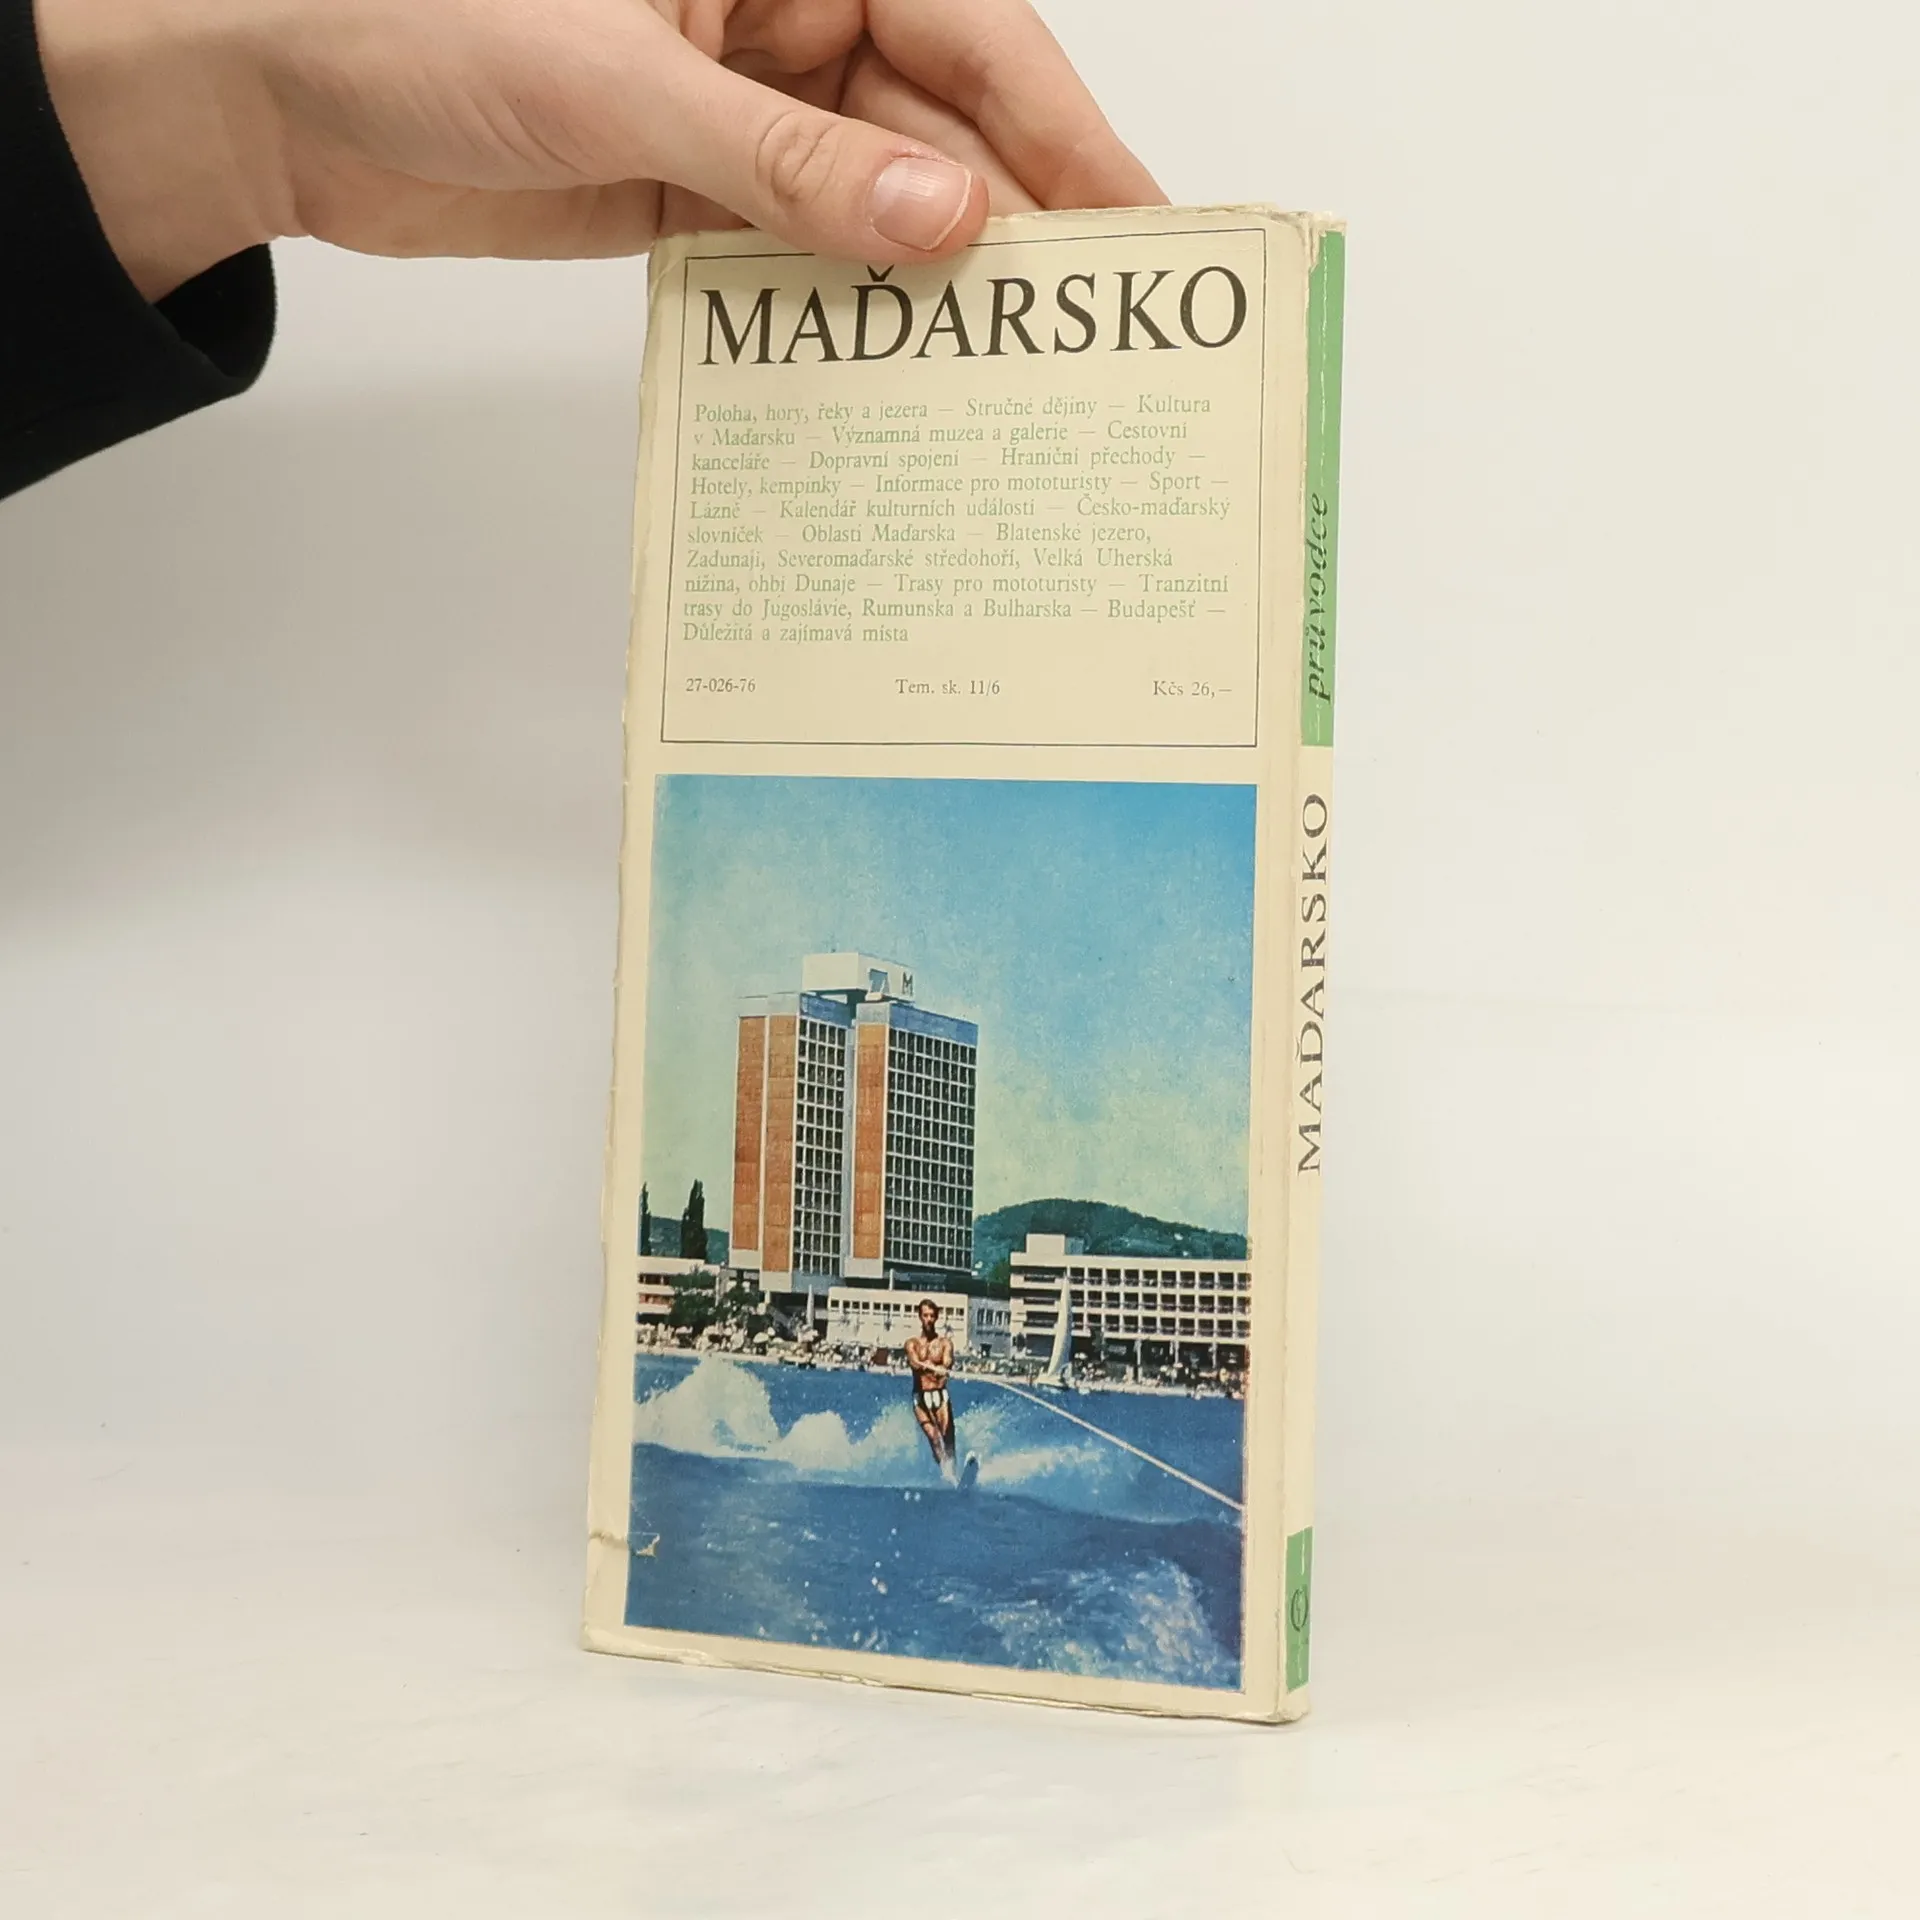 MAĎARSKO
Poloha, hory, řeky a jezera — Stručné dějiny — Kultura
v Maďarsku — Významná muzea a galerie — Cestovní
kanceláře — Dopravní spojení — Hraniční přechody —
Hotely, kempinky — Informace pro mototuristy — Sport —
Lázně — Kalendář kulturních událostí — Česko-maďarský
slovníček — Oblasti Maďarska — Blatenské jezero,
Zadunají, Severomaďarské středohoří, Velká Uherská
nížina, ohbí Dunaje — Trasy pro mototuristy — Tranzitní
trasy do Jugoslávie, Rumunska a Bulharska — Budapešť —
Důležitá a zajímavá místa
27-026-76 Tem. sk. 11/6 Kčs 26,—
M
průvodce
MAĎARSKO